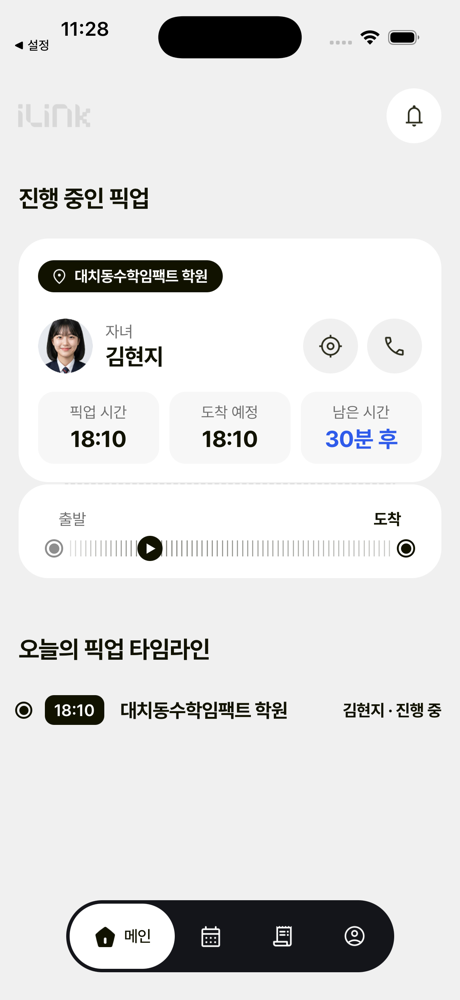 11:28
◀ 설정
iLink
진행 중인 픽업
대치동수학임팩트 학원
자녀
김현지
픽업 시간 도착 예정 남은 시간
18:10 18:10 30분 후
출발 도착
오늘의 픽업 타임라인
18:10 대치동수학임팩트 학원 김현지 · 진행 중
메인